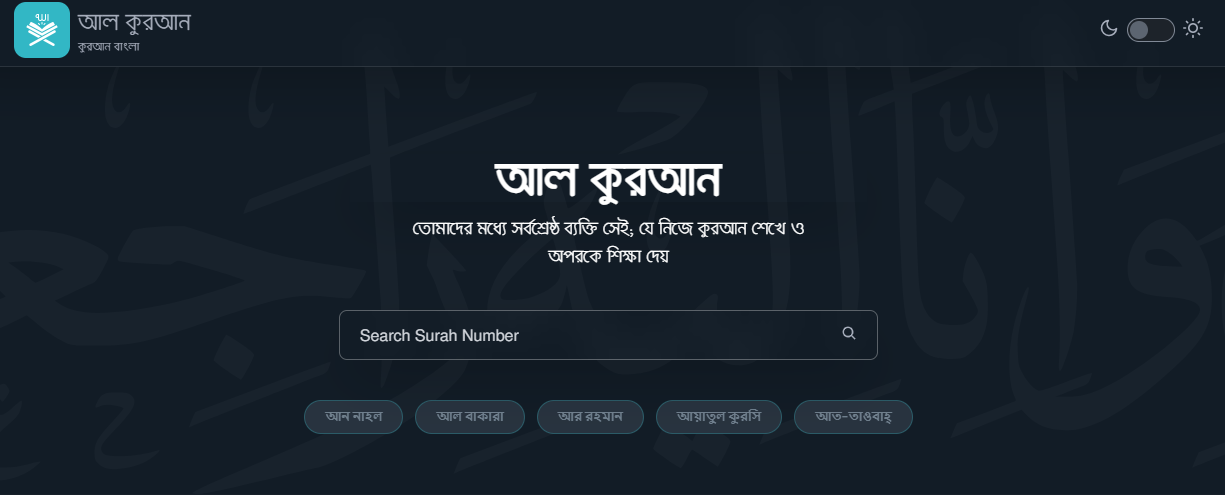 الله
আল কুরআন
কুরআন বাংলা
আল কুরআন
তোমাদের মধ্যে সর্বশ্রেষ্ঠ ব্যক্তি সেই, যে নিজে কুরআন শেখে ও
অপরকে শিক্ষা দেয়
Search Surah Number
আন নাহল
আল বাকারা
আর রহমান
আয়াতুল কুরসি
আত-তাওবাহ্